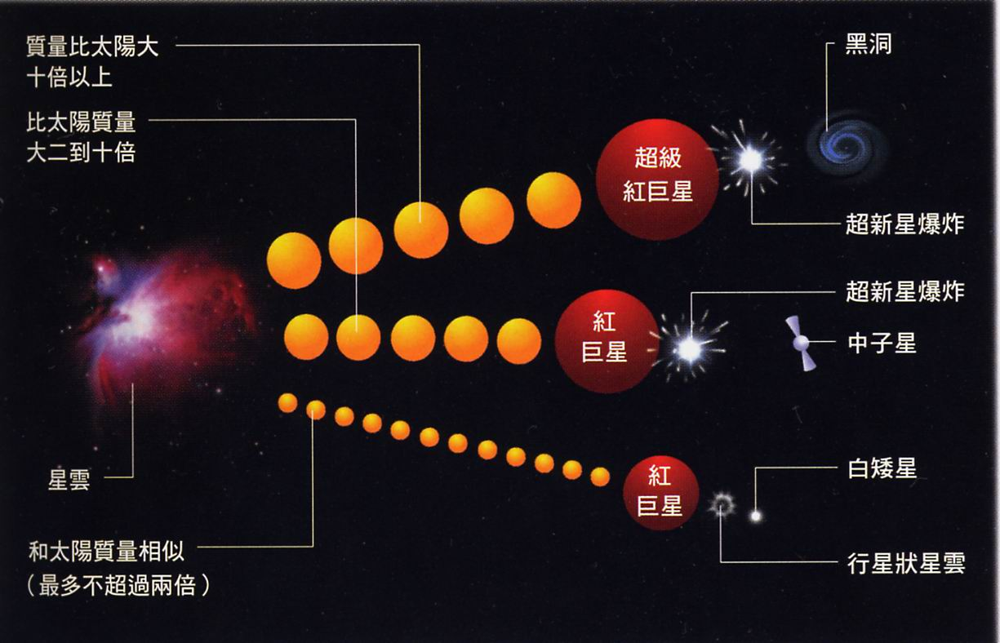 質量比太陽大
十倍以上
比太陽質量
大二到十倍
星雲
和太陽質量相似
（最多不超過兩倍）
超級
紅巨星
紅
巨星
紅
巨星
黑洞
超新星爆炸
超新星爆炸
中子星
白矮星
行星狀星雲